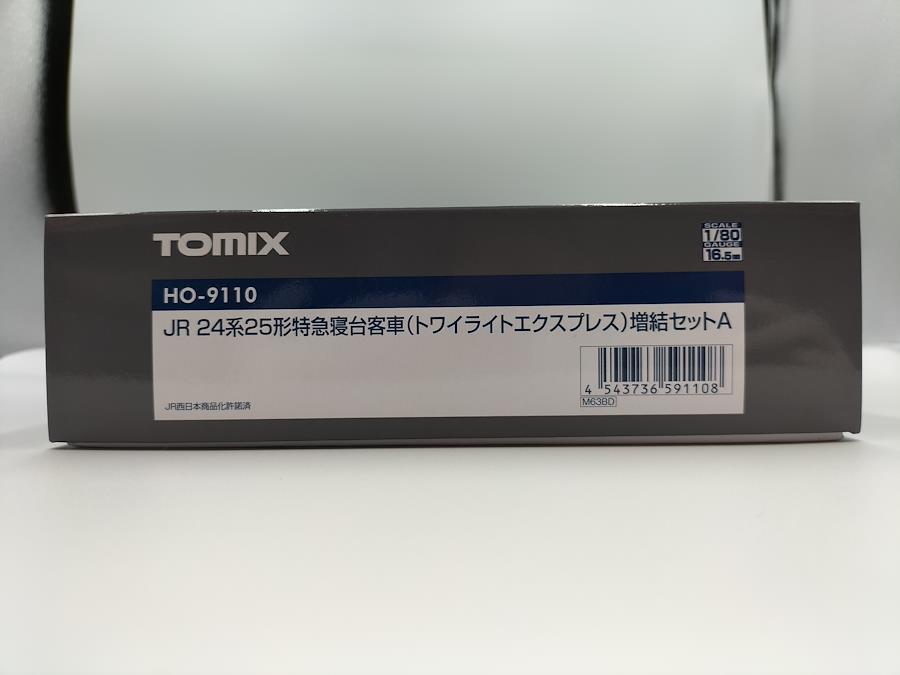 TOMIX
SCALE
1/80
GAUGE
16.5mm
HO-9110
JR 24系25形特急寝台客車(トワイライトエクスプレス)増結セットA
4 543736 591108
M63BD
JR西日本商品化許諾済